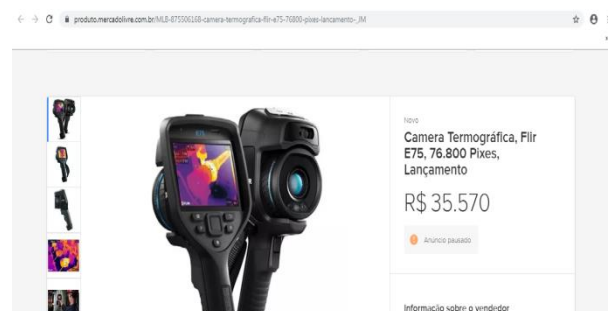 produto.mercadolivre.com.br/MLB-875506168-camera-termografica-flir-e75-76800-pixes-lancamento-_JM
Novo
Camera Termográfica, Flir
E75, 76.800 Pixes,
Lançamento
R$ 35.570
Anúncio pausado
Informação sobre o vendedor
E75